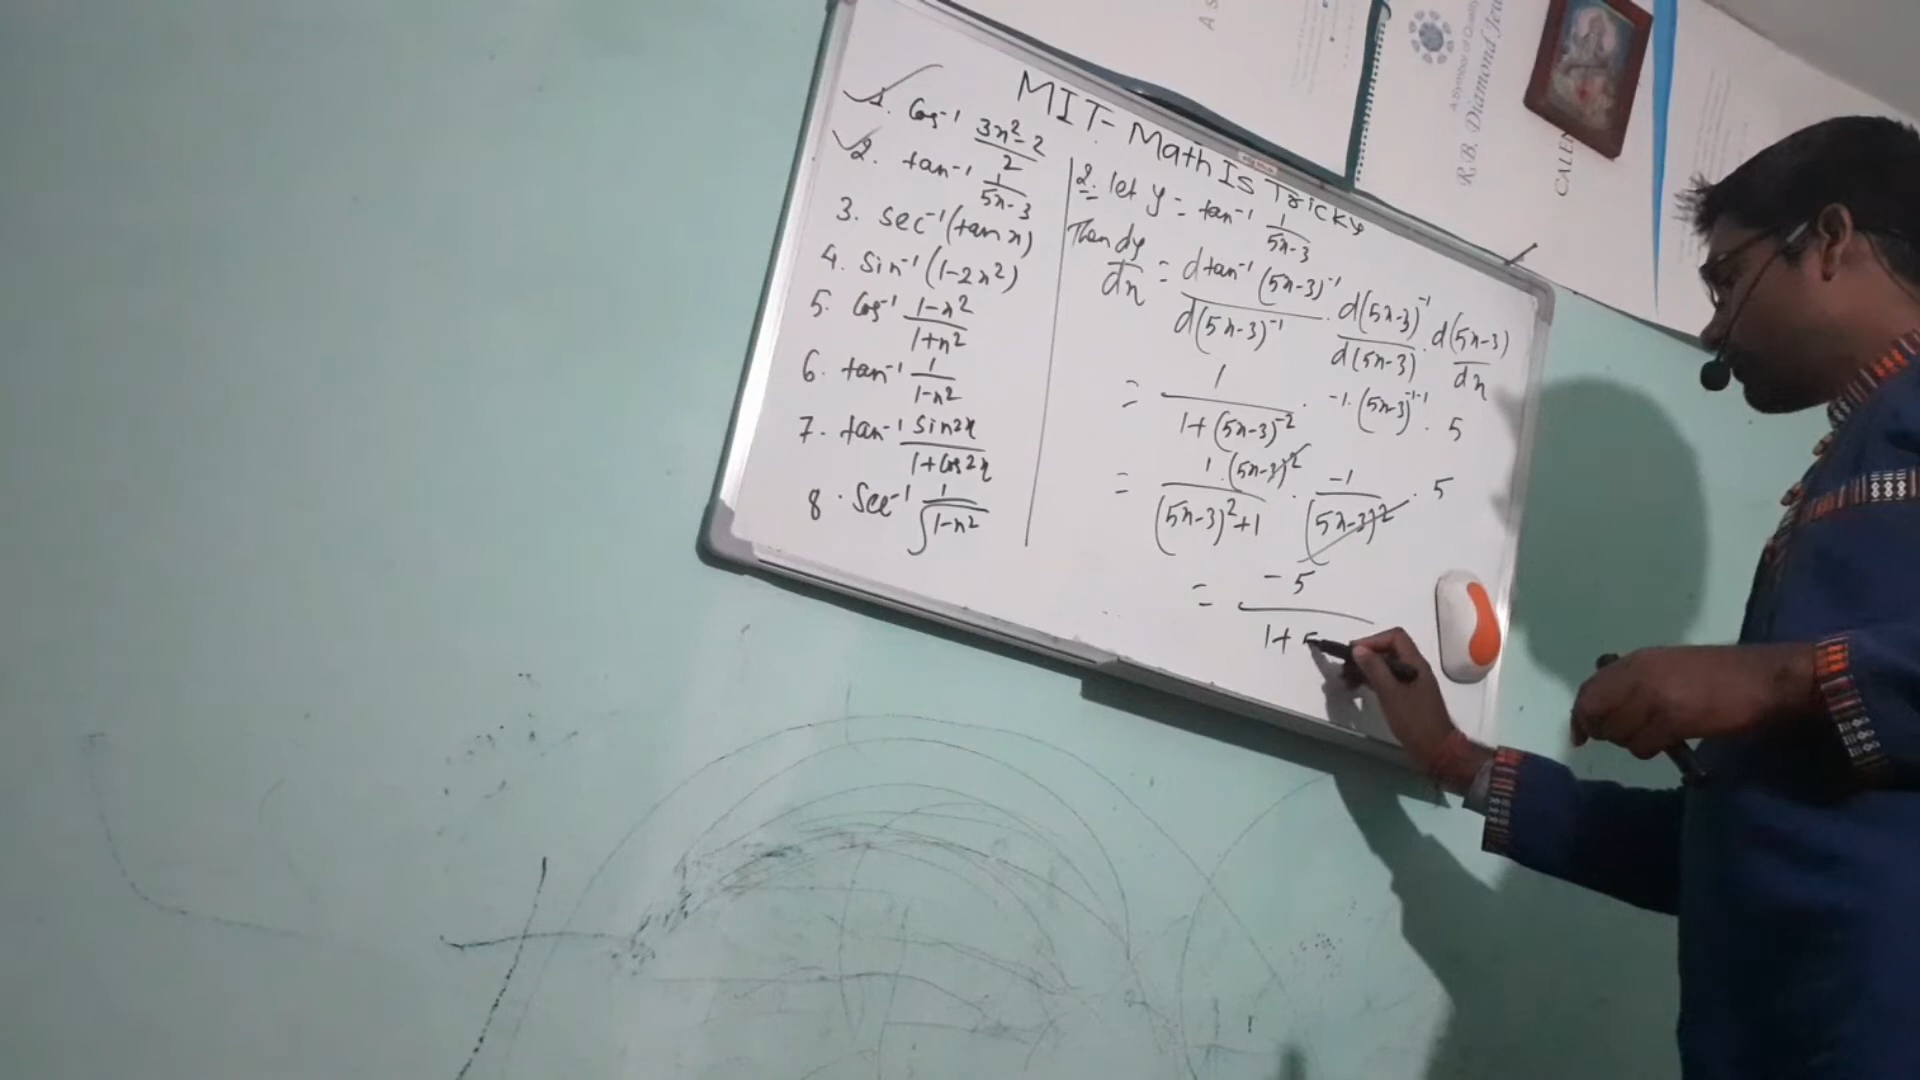 MIT- Math Is Tricky
1. Cos⁻¹ (3x²-2)/2
2. tan⁻¹ 1/(5x-3)
3. sec⁻¹(tan x)
4. Sin⁻¹(1-2x²)
5. Cos⁻¹ (1-x²)/(1+x²)
6. tan⁻¹ 1/(1-x²)
7. tan⁻¹ Sin2x/(1+Cos2x)
8. Sec⁻¹ 1/√(1-x²)
2. let y = tan⁻¹ 1/(5x-3)
Then dy/dx = d tan⁻¹(5x-3)⁻¹/d(5x-3)⁻¹ . d(5x-3)⁻¹/d(5x-3) . d(5x-3)/dx
= 1/(1+(5x-3)⁻²) . -1.(5x-3)⁻¹⁻¹ . 5
= 1.(5x-3)²/((5x-3)²+1) . -1/(5x-3)² . 5
= -5/(1+5
A Symbol of Quality
R.B. Diamond